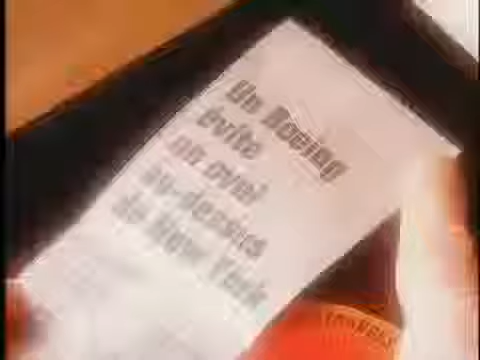 Un Boeing
évite
un ovni
au-dessus
de New York